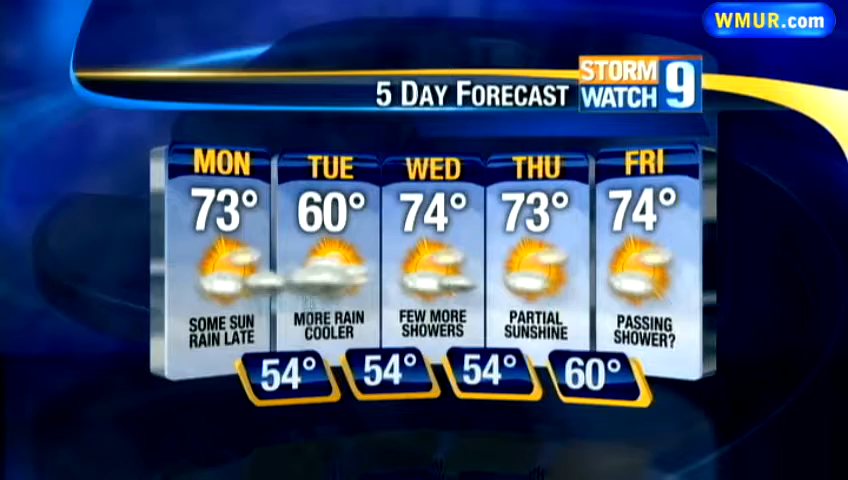 WMUR.com
5 DAY FORECAST
STORM
WATCH 9
MON TUE WED THU FRI
73° 60° 74° 73° 74°
SOME SUN
RAIN LATE
MORE RAIN
COOLER
FEW MORE
SHOWERS
PARTIAL
SUNSHINE
PASSING
SHOWER?
54° 54° 54° 60°